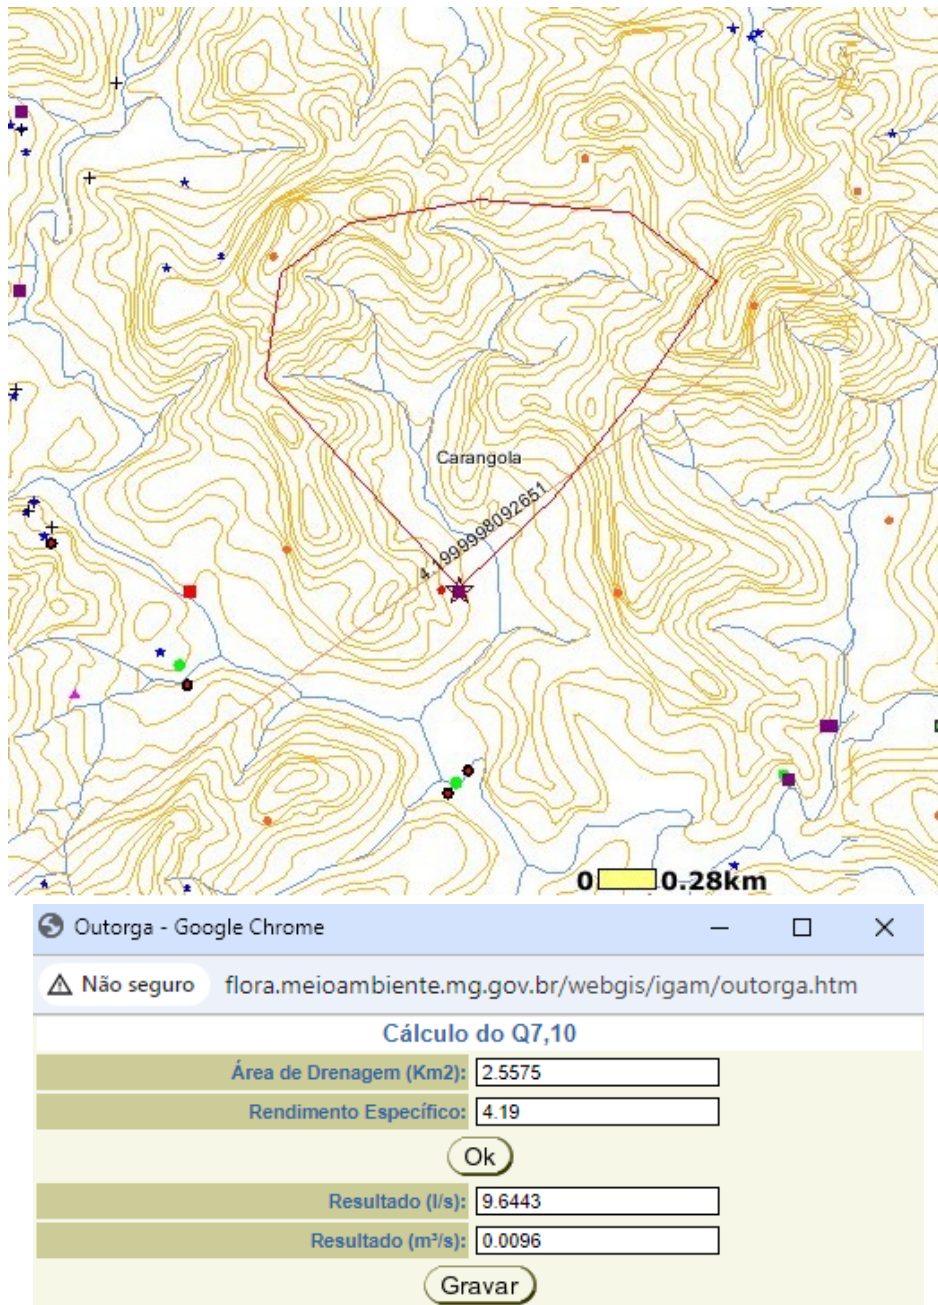 Carangola
4.1999998092651
0 0.28km
Outorga - Google Chrome
Não seguro flora.meioambiente.mg.gov.br/webgis/igam/outorga.htm
Cálculo do Q7,10
Área de Drenagem (Km2): 2.5575
Rendimento Específico: 4.19
Ok
Resultado (l/s): 9.6443
Resultado (m³/s): 0.0096
Gravar